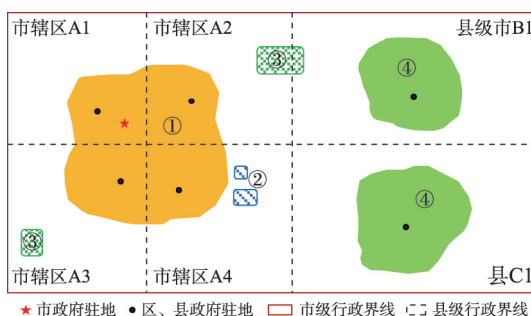 市辖区A1
市辖区A2
县级市B1
③
④
①
②
④
③
市辖区A3
市辖区A4
县C1
市政府驻地
区、县政府驻地
市级行政界线
县级行政界线